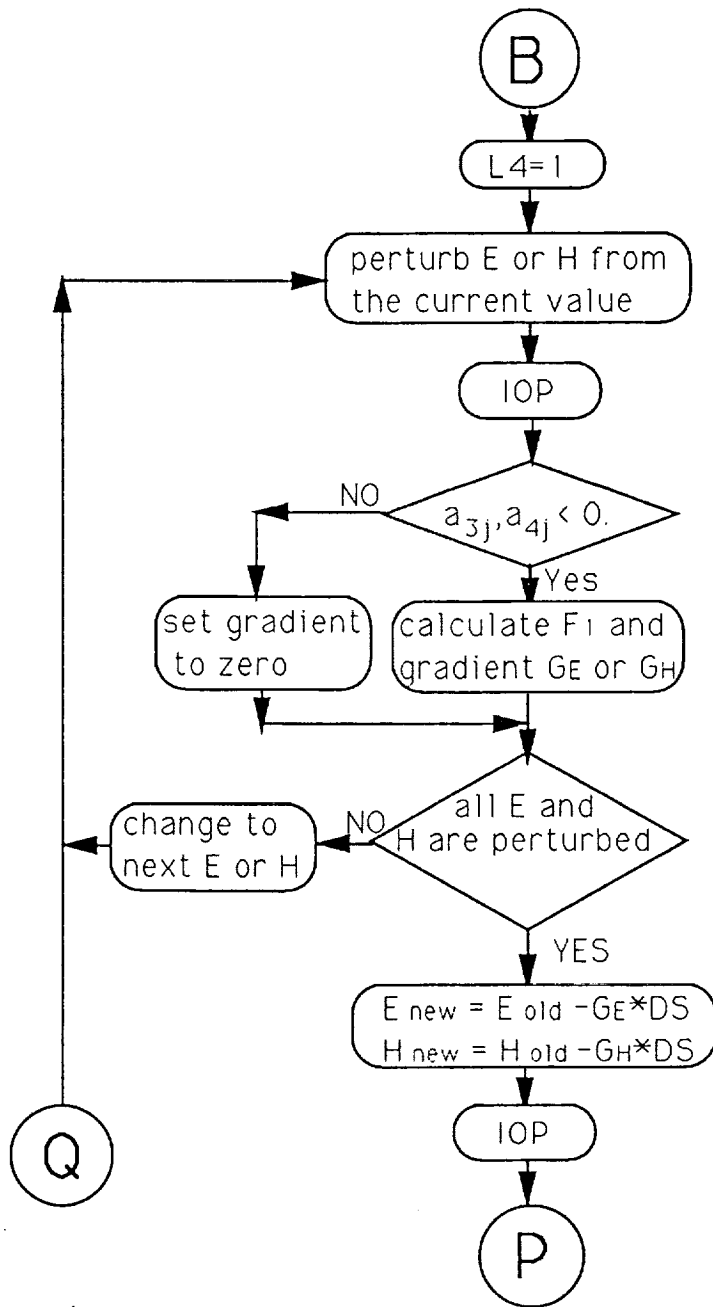 B
L4=1
perturb E or H from
the current value
IOP
NO
a3j,a4j < 0.
Yes
set gradient
to zero
calculate F1 and
gradient GE or GH
all E and
H are perturbed
NO
change to
next E or H
YES
E new = E old -GE*DS
H new = H old -GH*DS
IOP
Q
P